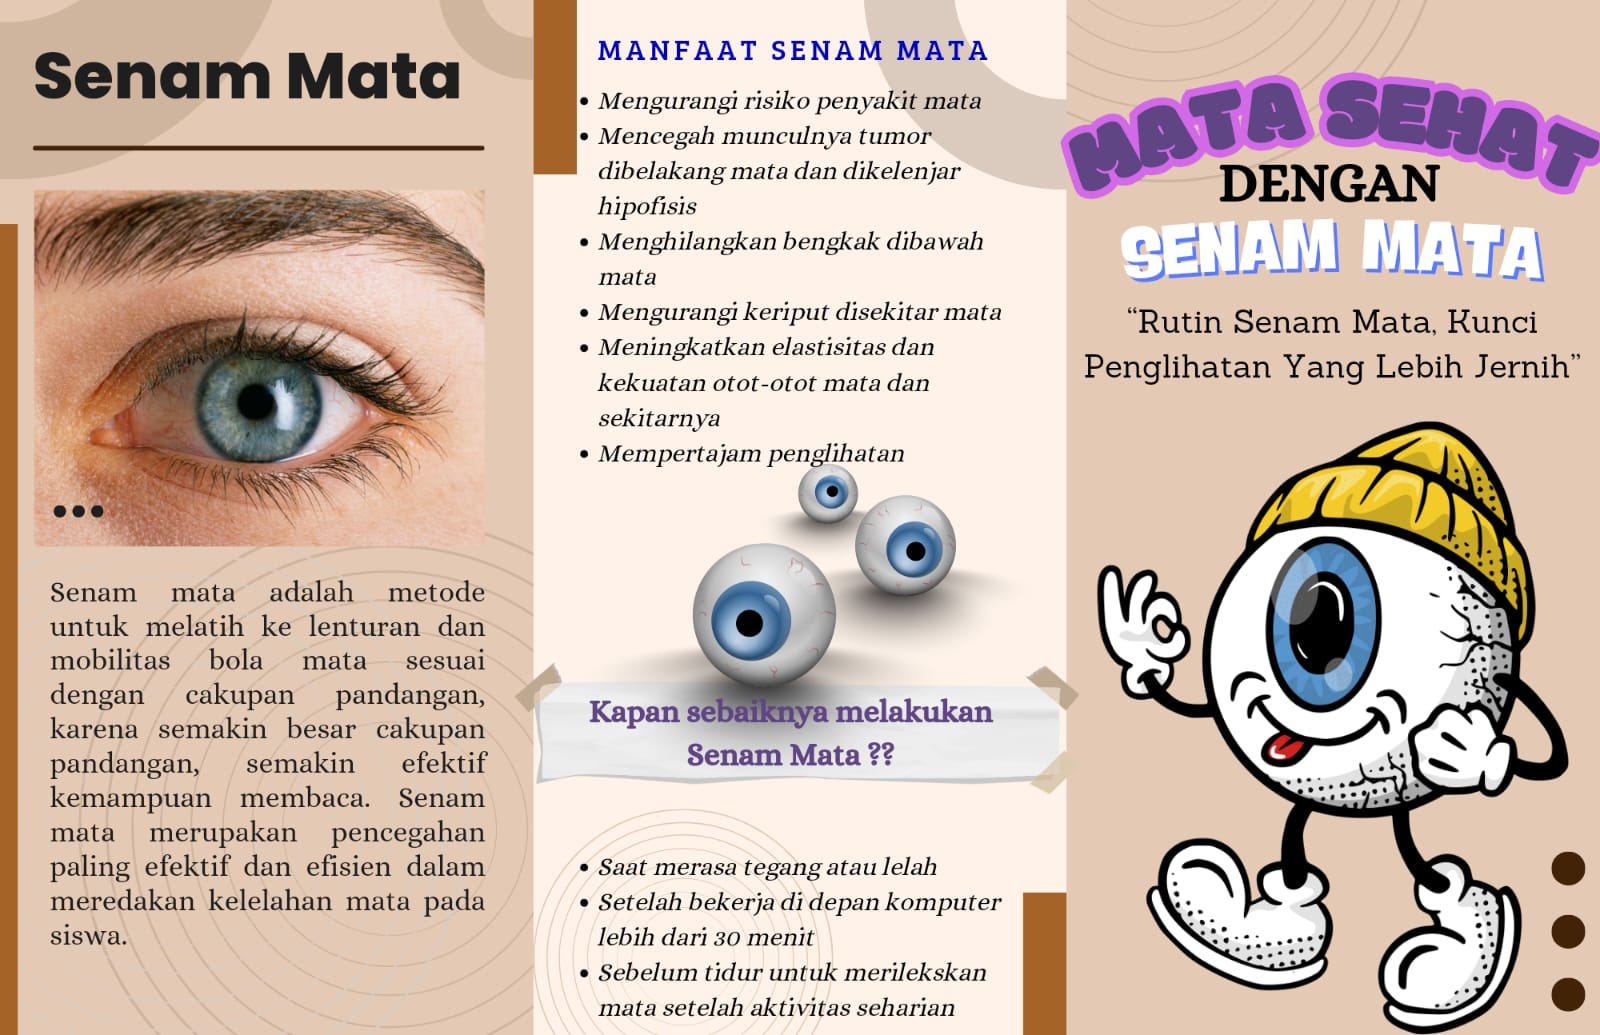 Senam Mata
Senam mata adalah metode
untuk melatih ke lenturan dan
mobilitas bola mata sesuai
dengan cakupan pandangan,
karena semakin besar cakupan
pandangan, semakin efektif
kemampuan membaca. Senam
mata merupakan pencegahan
paling efektif dan efisien dalam
meredakan kelelahan mata pada
siswa.
MANFAAT SENAM MATA
• Mengurangi risiko penyakit mata
• Mencegah munculnya tumor
dibelakang mata dan dikelenjar
hipofisis
• Menghilangkan bengkak dibawah
mata
• Mengurangi keriput disekitar mata
• Meningkatkan elastisitas dan
kekuatan otot-otot mata dan
sekitarnya
• Mempertajam penglihatan
Kapan sebaiknya melakukan
Senam Mata ??
• Saat merasa tegang atau lelah
• Setelah bekerja di depan komputer
lebih dari 30 menit
• Sebelum tidur untuk merilekskan
mata setelah aktivitas seharian
MATA SEHAT
DENGAN
SENAM MATA
“Rutin Senam Mata, Kunci
Penglihatan Yang Lebih Jernih”